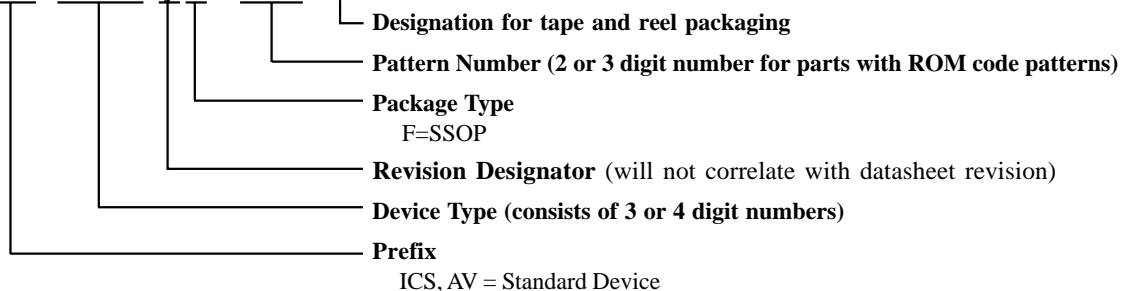 Designation for tape and reel packaging
Pattern Number (2 or 3 digit number for parts with ROM code patterns)
Package Type
F=SSOP
Revision Designator (will not correlate with datasheet revision)
Device Type (consists of 3 or 4 digit numbers)
Prefix
ICS, AV = Standard Device